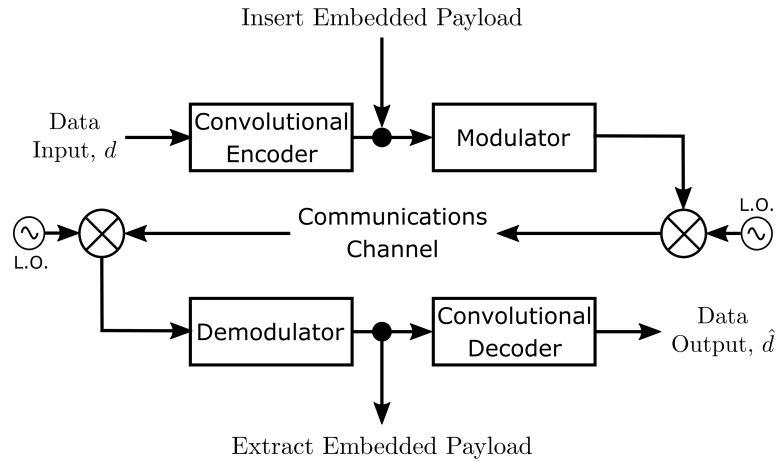 Insert Embedded Payload
Data
Input, d
Convolutional
Encoder
Modulator
L.O.
Communications
Channel
L.O.
Demodulator
Convolutional
Decoder
Data
Output, d̂
Extract Embedded Payload